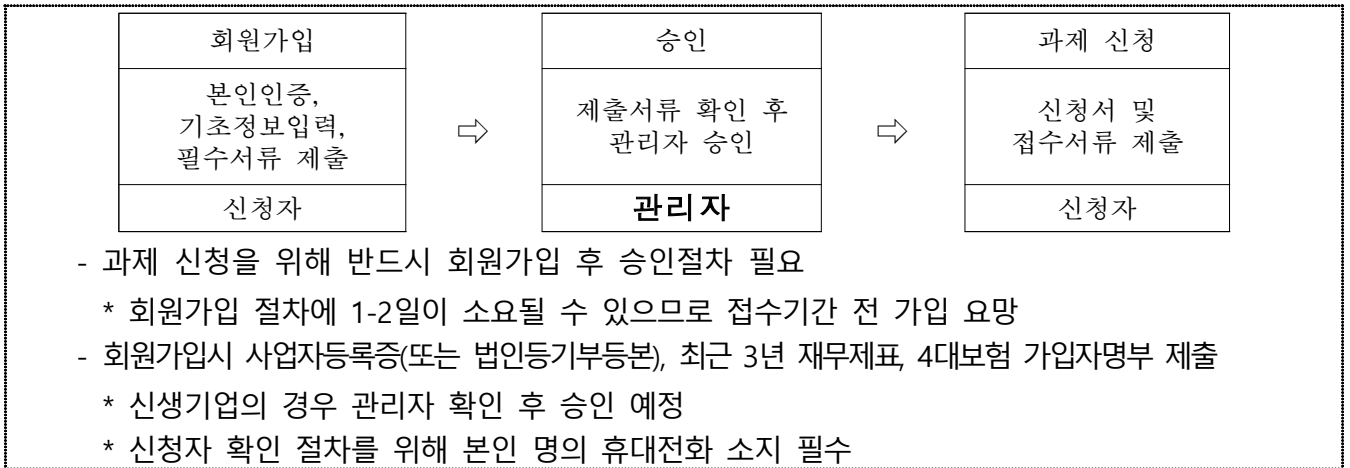 회원가입
본인인증,
기초정보입력,
필수서류 제출
신청자
⇨
승인
제출서류 확인 후
관리자 승인
관리자
⇨
과제 신청
신청서 및
접수서류 제출
신청자
- 과제 신청을 위해 반드시 회원가입 후 승인절차 필요
* 회원가입 절차에 1-2일이 소요될 수 있으므로 접수기간 전 가입 요망
- 회원가입시 사업자등록증(또는 법인등기부등본), 최근 3년 재무제표, 4대보험 가입자명부 제출
* 신생기업의 경우 관리자 확인 후 승인 예정
* 신청자 확인 절차를 위해 본인 명의 휴대전화 소지 필수